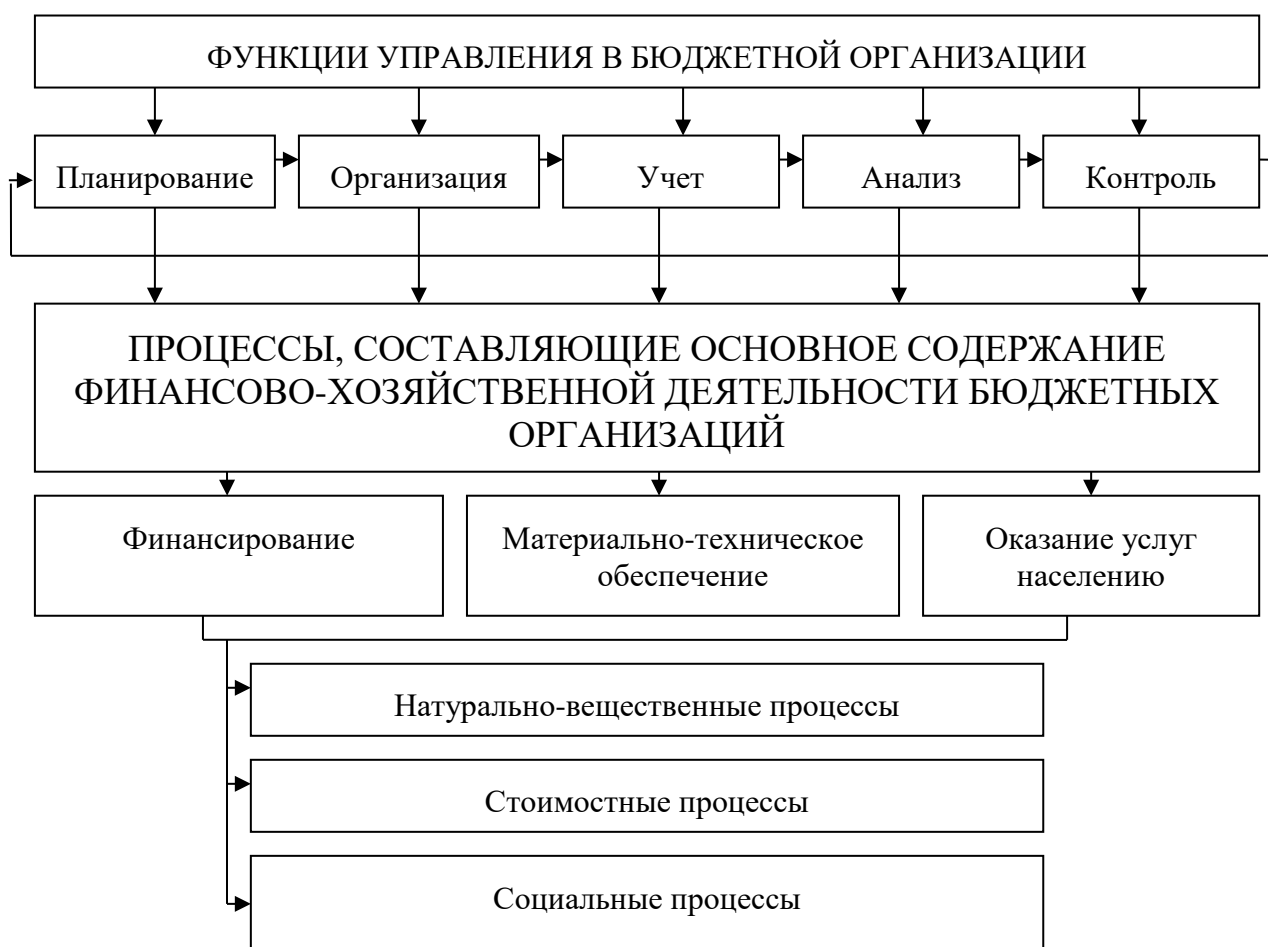 ФУНКЦИИ УПРАВЛЕНИЯ В БЮДЖЕТНОЙ ОРГАНИЗАЦИИ
Планирование
Организация
Учет
Анализ
Контроль
ПРОЦЕССЫ, СОСТАВЛЯЮЩИЕ ОСНОВНОЕ СОДЕРЖАНИЕ
ФИНАНСОВО-ХОЗЯЙСТВЕННОЙ ДЕЯТЕЛЬНОСТИ БЮДЖЕТНЫХ
ОРГАНИЗАЦИЙ
Финансирование
Материально-техническое
обеспечение
Оказание услуг
населению
Натурально-вещественные процессы
Стоимостные процессы
Социальные процессы